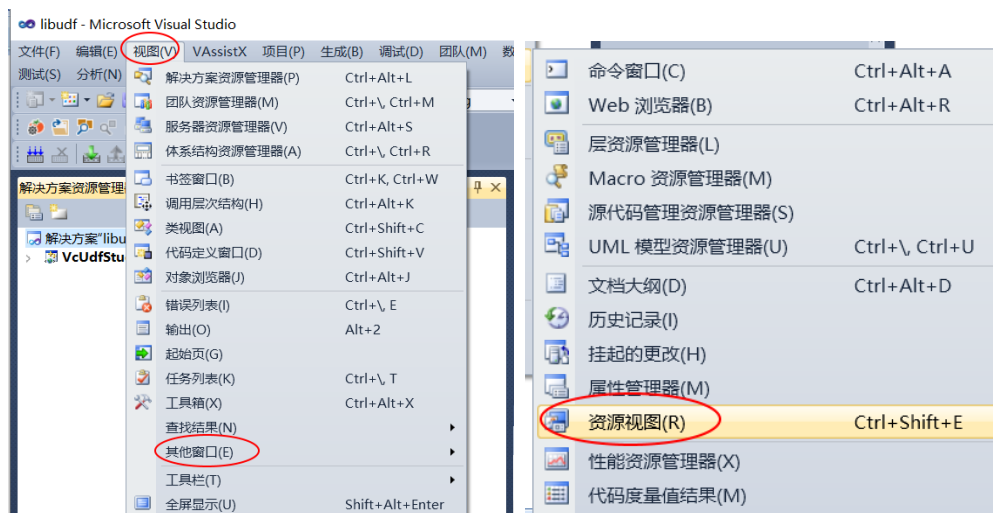 libudf - Microsoft Visual Studio
文件(F) 编辑(E) 视图(V) VAssistX 项目(P) 生成(B) 调试(D) 团队(M) 数
测试(S) 分析(N)
解决方案资源管理器(P) Ctrl+Alt+L
团队资源管理器(M) Ctrl+\, Ctrl+M
服务器资源管理器(V) Ctrl+Alt+S
体系结构资源管理器(A) Ctrl+\, Ctrl+R
书签窗口(B) Ctrl+K, Ctrl+W
调用层次结构(H) Ctrl+Alt+K
类视图(A) Ctrl+Shift+C
代码定义窗口(D) Ctrl+Shift+V
对象浏览器(J) Ctrl+Alt+J
错误列表(I) Ctrl+\, E
输出(O) Alt+2
起始页(G)
任务列表(K) Ctrl+\, T
工具箱(X) Ctrl+Alt+X
查找结果(N)
其他窗口(E)
工具栏(T)
全屏显示(U) Shift+Alt+Enter
解决方案资源管理
解决方案"libu
VcUdfStu
命令窗口(C) Ctrl+Alt+A
Web 浏览器(B) Ctrl+Alt+R
层资源管理器(L)
Macro 资源管理器(M)
源代码管理资源管理器(S)
UML 模型资源管理器(U) Ctrl+\, Ctrl+U
文档大纲(D) Ctrl+Alt+D
历史记录(I)
挂起的更改(H)
属性管理器(M)
资源视图(R) Ctrl+Shift+E
性能资源管理器(X)
代码度量值结果(M)